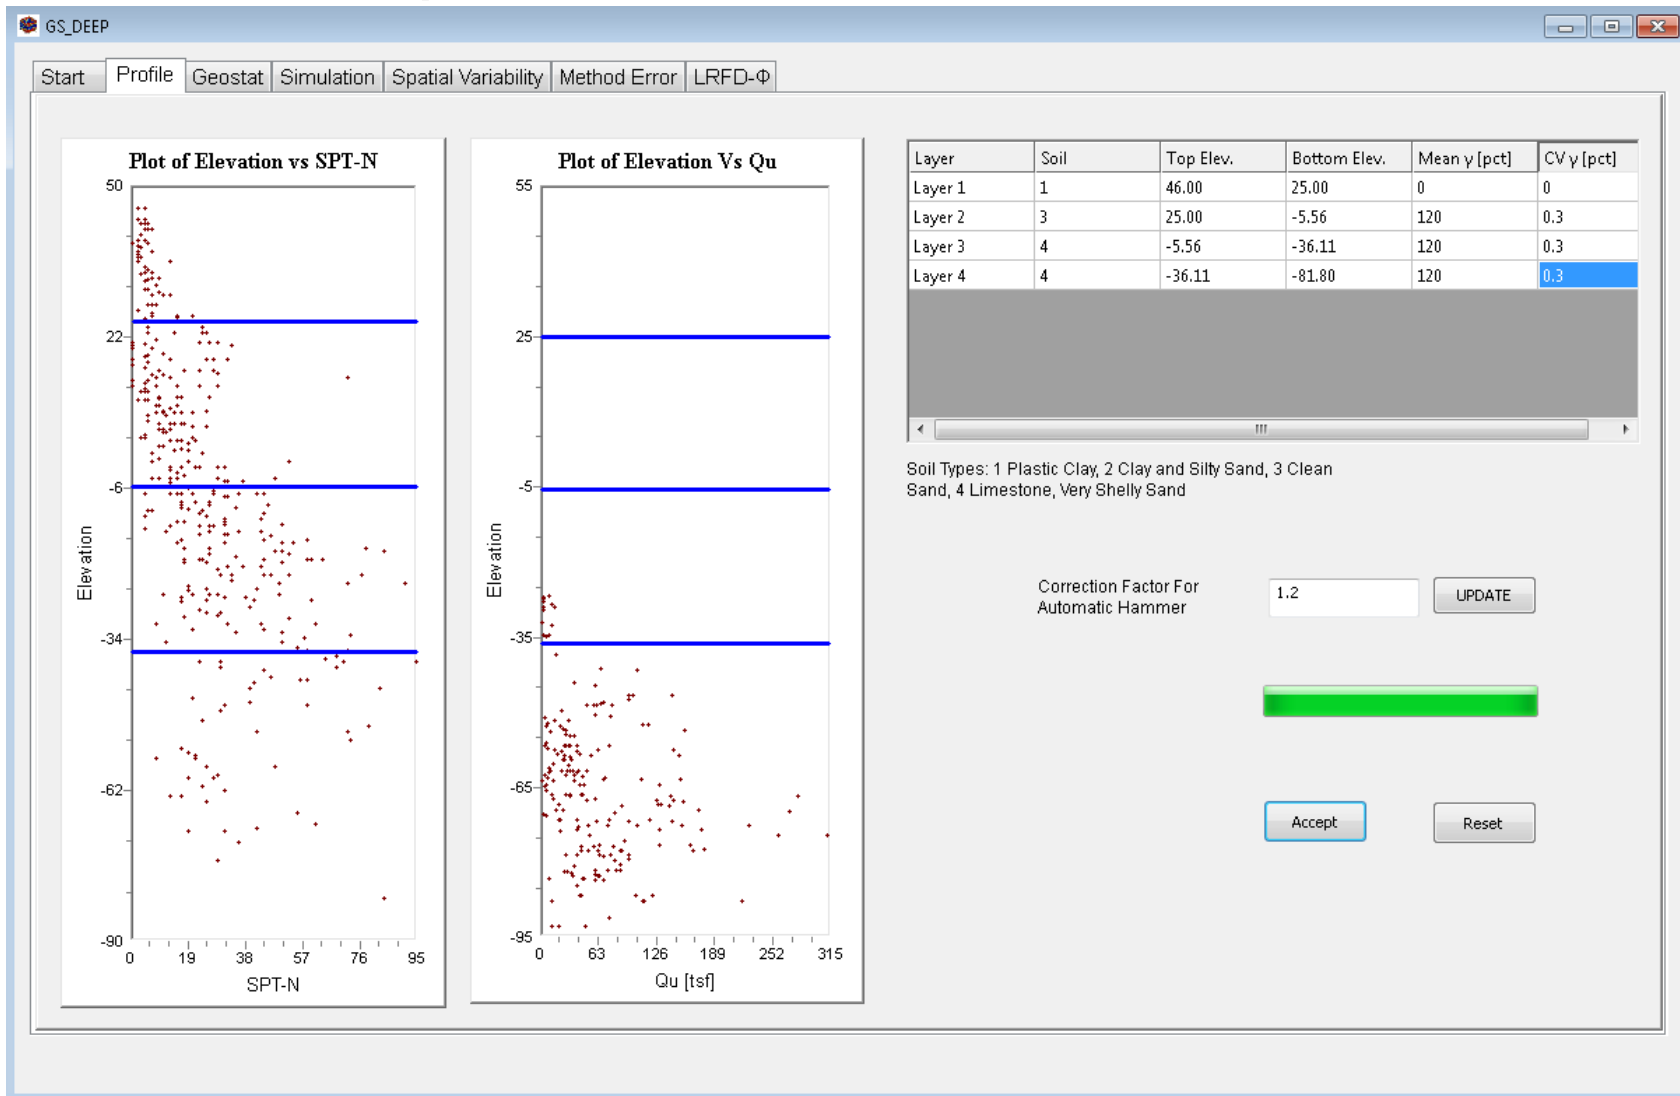 GS_DEEP
Start Profile Geostat Simulation Spatial Variability Method Error LRFD-Φ
Plot of Elevation vs SPT-N
50
22
-6
-34
-62
-90
Elevation
0 19 38 57 76 95
SPT-N
Plot of Elevation Vs Qu
55
25
-5
-35
-65
-95
Elevation
0 63 126 189 252 315
Qu [tsf]
Layer Soil Top Elev. Bottom Elev. Mean γ [pct] CV γ [pct]
Layer 1 1 46.00 25.00 0 0
Layer 2 3 25.00 -5.56 120 0.3
Layer 3 4 -5.56 -36.11 120 0.3
Layer 4 4 -36.11 -81.80 120 0.3
Soil Types: 1 Plastic Clay, 2 Clay and Silty Sand, 3 Clean
Sand, 4 Limestone, Very Shelly Sand
Correction Factor For
Automatic Hammer
1.2
UPDATE
Accept
Reset